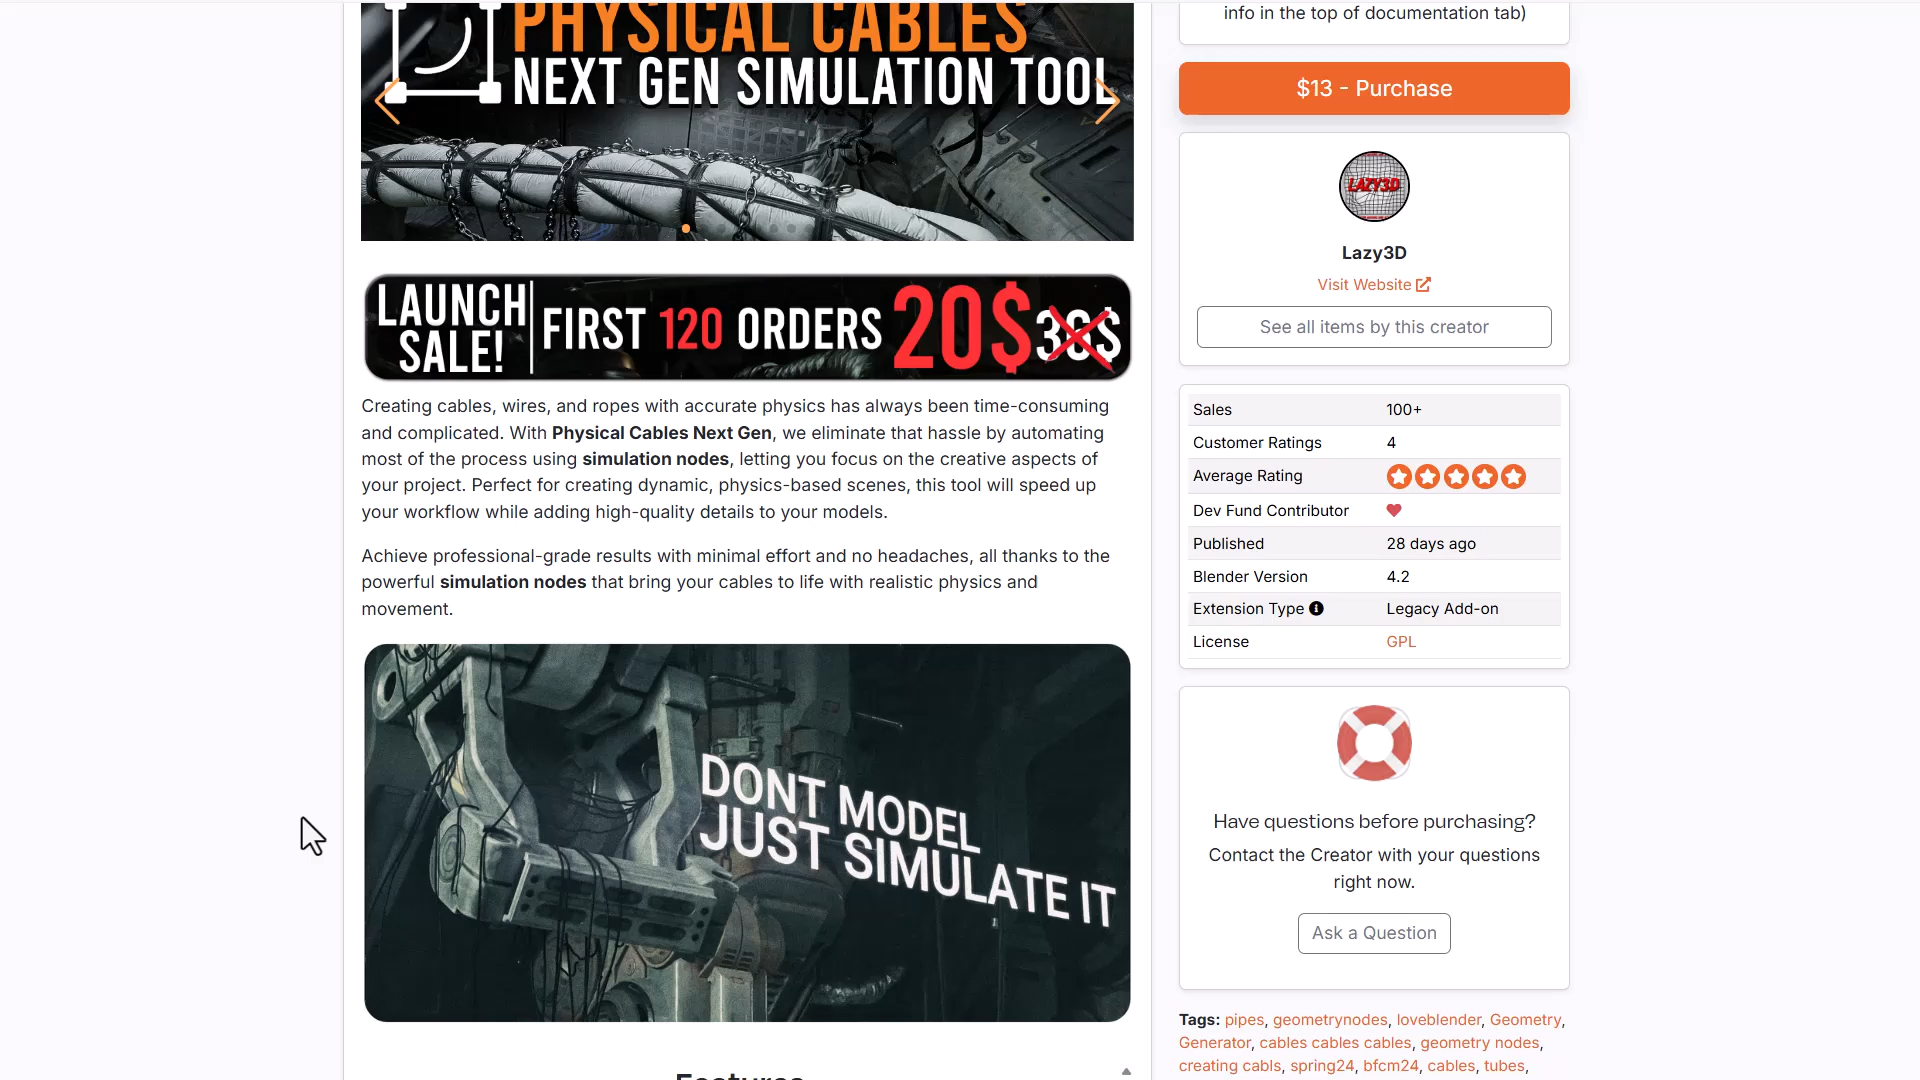 PHYSICAL CABLES
NEXT GEN SIMULATION TOOL
LAUNCH SALE!
FIRST 120 ORDERS 20$ 36$
Creating cables, wires, and ropes with accurate physics has always been time-consuming
and complicated. With Physical Cables Next Gen, we eliminate that hassle by automating
most of the process using simulation nodes, letting you focus on the creative aspects of
your project. Perfect for creating dynamic, physics-based scenes, this tool will speed up
your workflow while adding high-quality details to your models.
Achieve professional-grade results with minimal effort and no headaches, all thanks to the
powerful simulation nodes that bring your cables to life with realistic physics and
movement.
DONT MODEL
JUST SIMULATE IT
Features
info in the top of documentation tab)
$13 - Purchase
LAZY3D
Lazy3D
Visit Website
See all items by this creator
Sales 100+
Customer Ratings 4
Average Rating
Dev Fund Contributor
Published 28 days ago
Blender Version 4.2
Extension Type Legacy Add-on
License GPL
Have questions before purchasing?
Contact the Creator with your questions
right now.
Ask a Question
Tags: pipes, geometrynodes, loveblender, Geometry,
Generator, cables cables cables, geometry nodes,
creating cabls, spring24, bfcm24, cables, tubes,